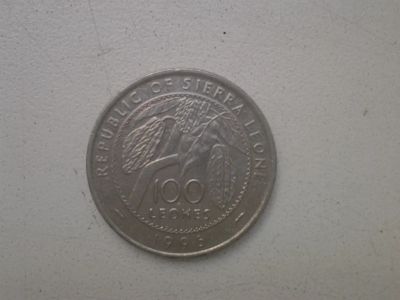 REPUBLIC OF SIERRA LEONE
100
LEONES
1996